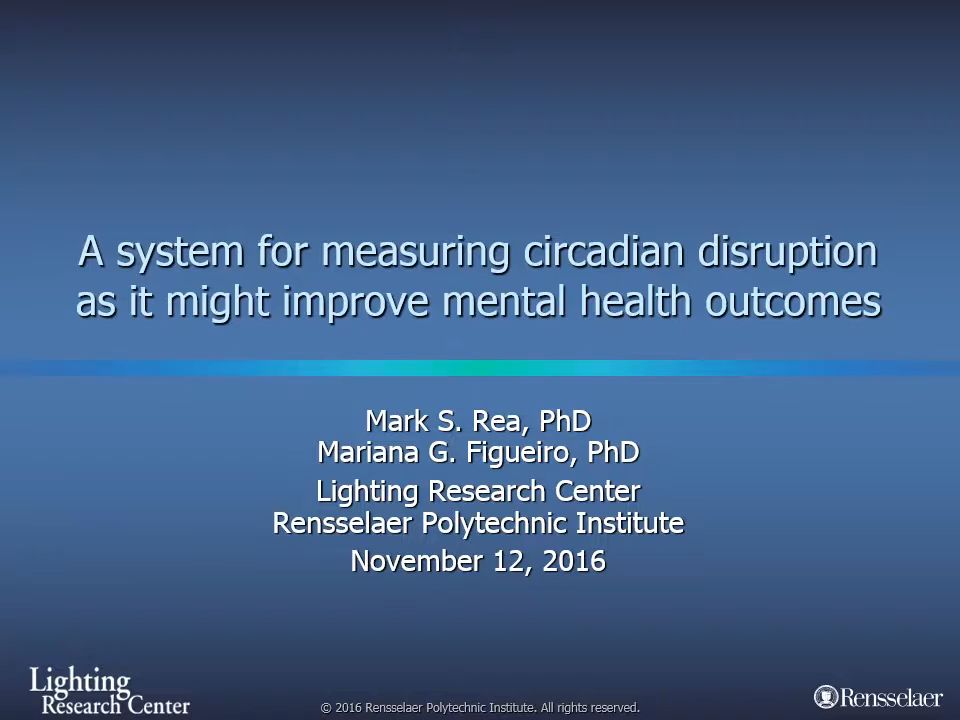 A system for measuring circadian disruption
as it might improve mental health outcomes
Mark S. Rea, PhD
Mariana G. Figueiro, PhD
Lighting Research Center
Rensselaer Polytechnic Institute
November 12, 2016
Lighting
Research Center
© 2016 Rensselaer Polytechnic Institute. All rights reserved.
Rensselaer